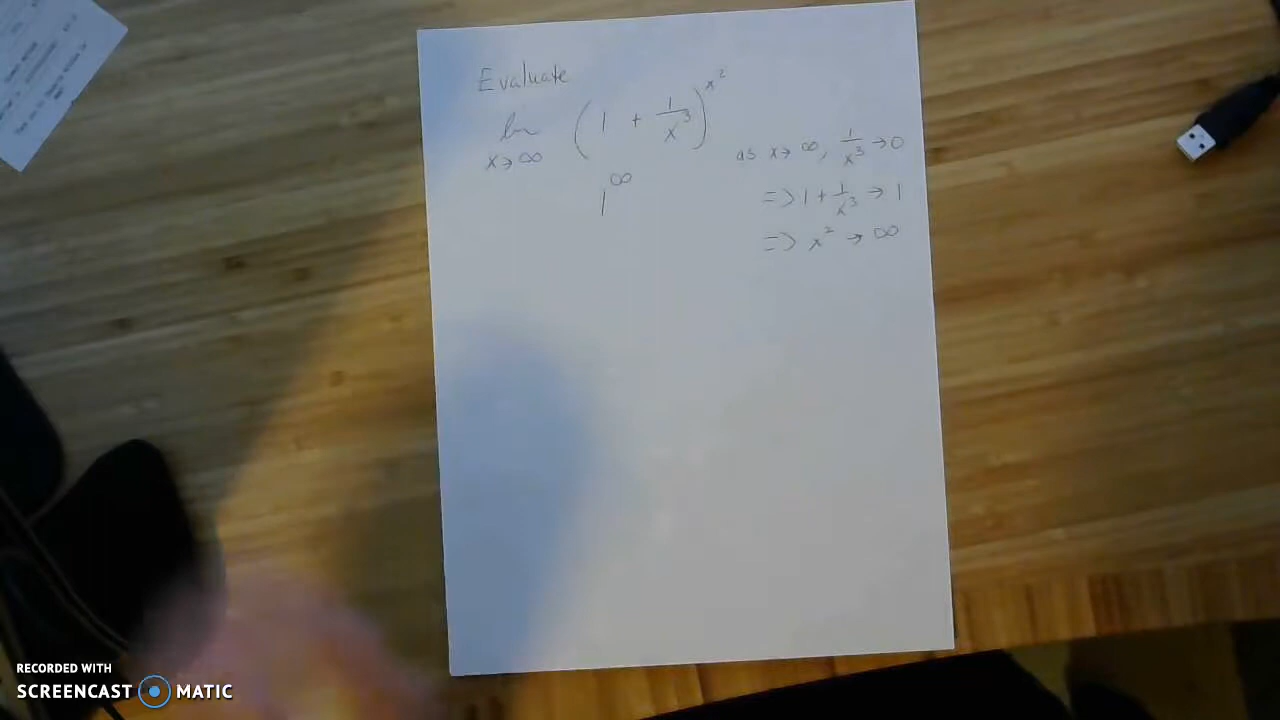 Evaluate
lim (1 + 1/x³)^x²
x→∞
1^∞
as x→∞, 1/x³ →0
=> 1 + 1/x³ → 1
=> x² → ∞
RECORDED WITH
SCREENCAST MATIC